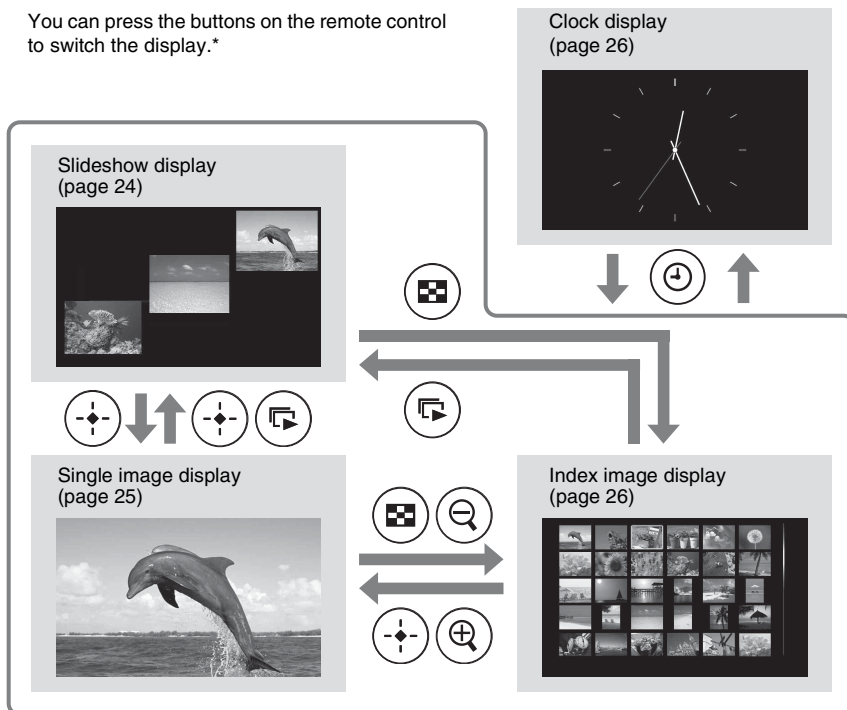 You can press the buttons on the remote control
to switch the display.*
Clock display
(page 26)
Slideshow display
(page 24)
Single image display
(page 25)
Index image display
(page 26)